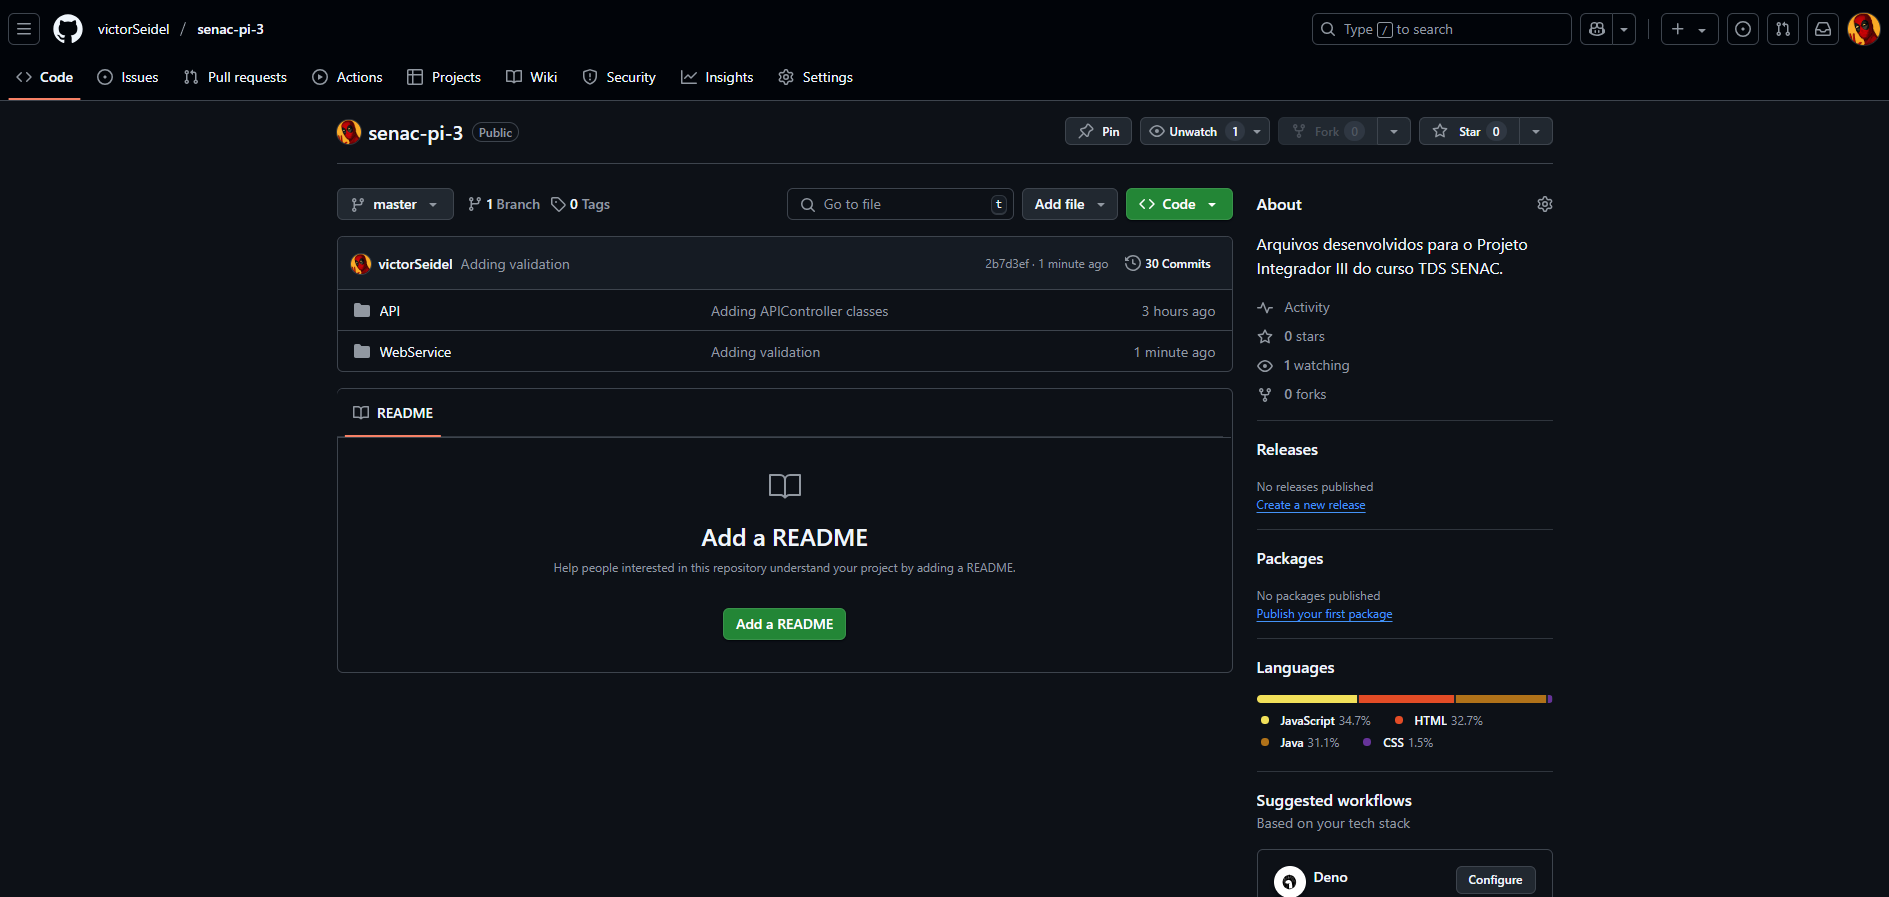 victorSeidel / senac-pi-3
Type / to search
Code Issues Pull requests Actions Projects Wiki Security Insights Settings
senac-pi-3 Public
Pin Unwatch 1 Fork 0 Star 0
master 1 Branch 0 Tags Go to file t Add file Code
victorSeidel Adding validation 2b7d3ef · 1 minute ago 30 Commits
API Adding APIController classes 3 hours ago
WebService Adding validation 1 minute ago
README
Add a README
Help people interested in this repository understand your project by adding a README.
Add a README
About
Arquivos desenvolvidos para o Projeto
Integrador III do curso TDS SENAC.
Activity
0 stars
1 watching
0 forks
Releases
No releases published
Create a new release
Packages
No packages published
Publish your first package
Languages
JavaScript 34.7% HTML 32.7%
Java 31.1% CSS 1.5%
Suggested workflows
Based on your tech stack
Deno Configure